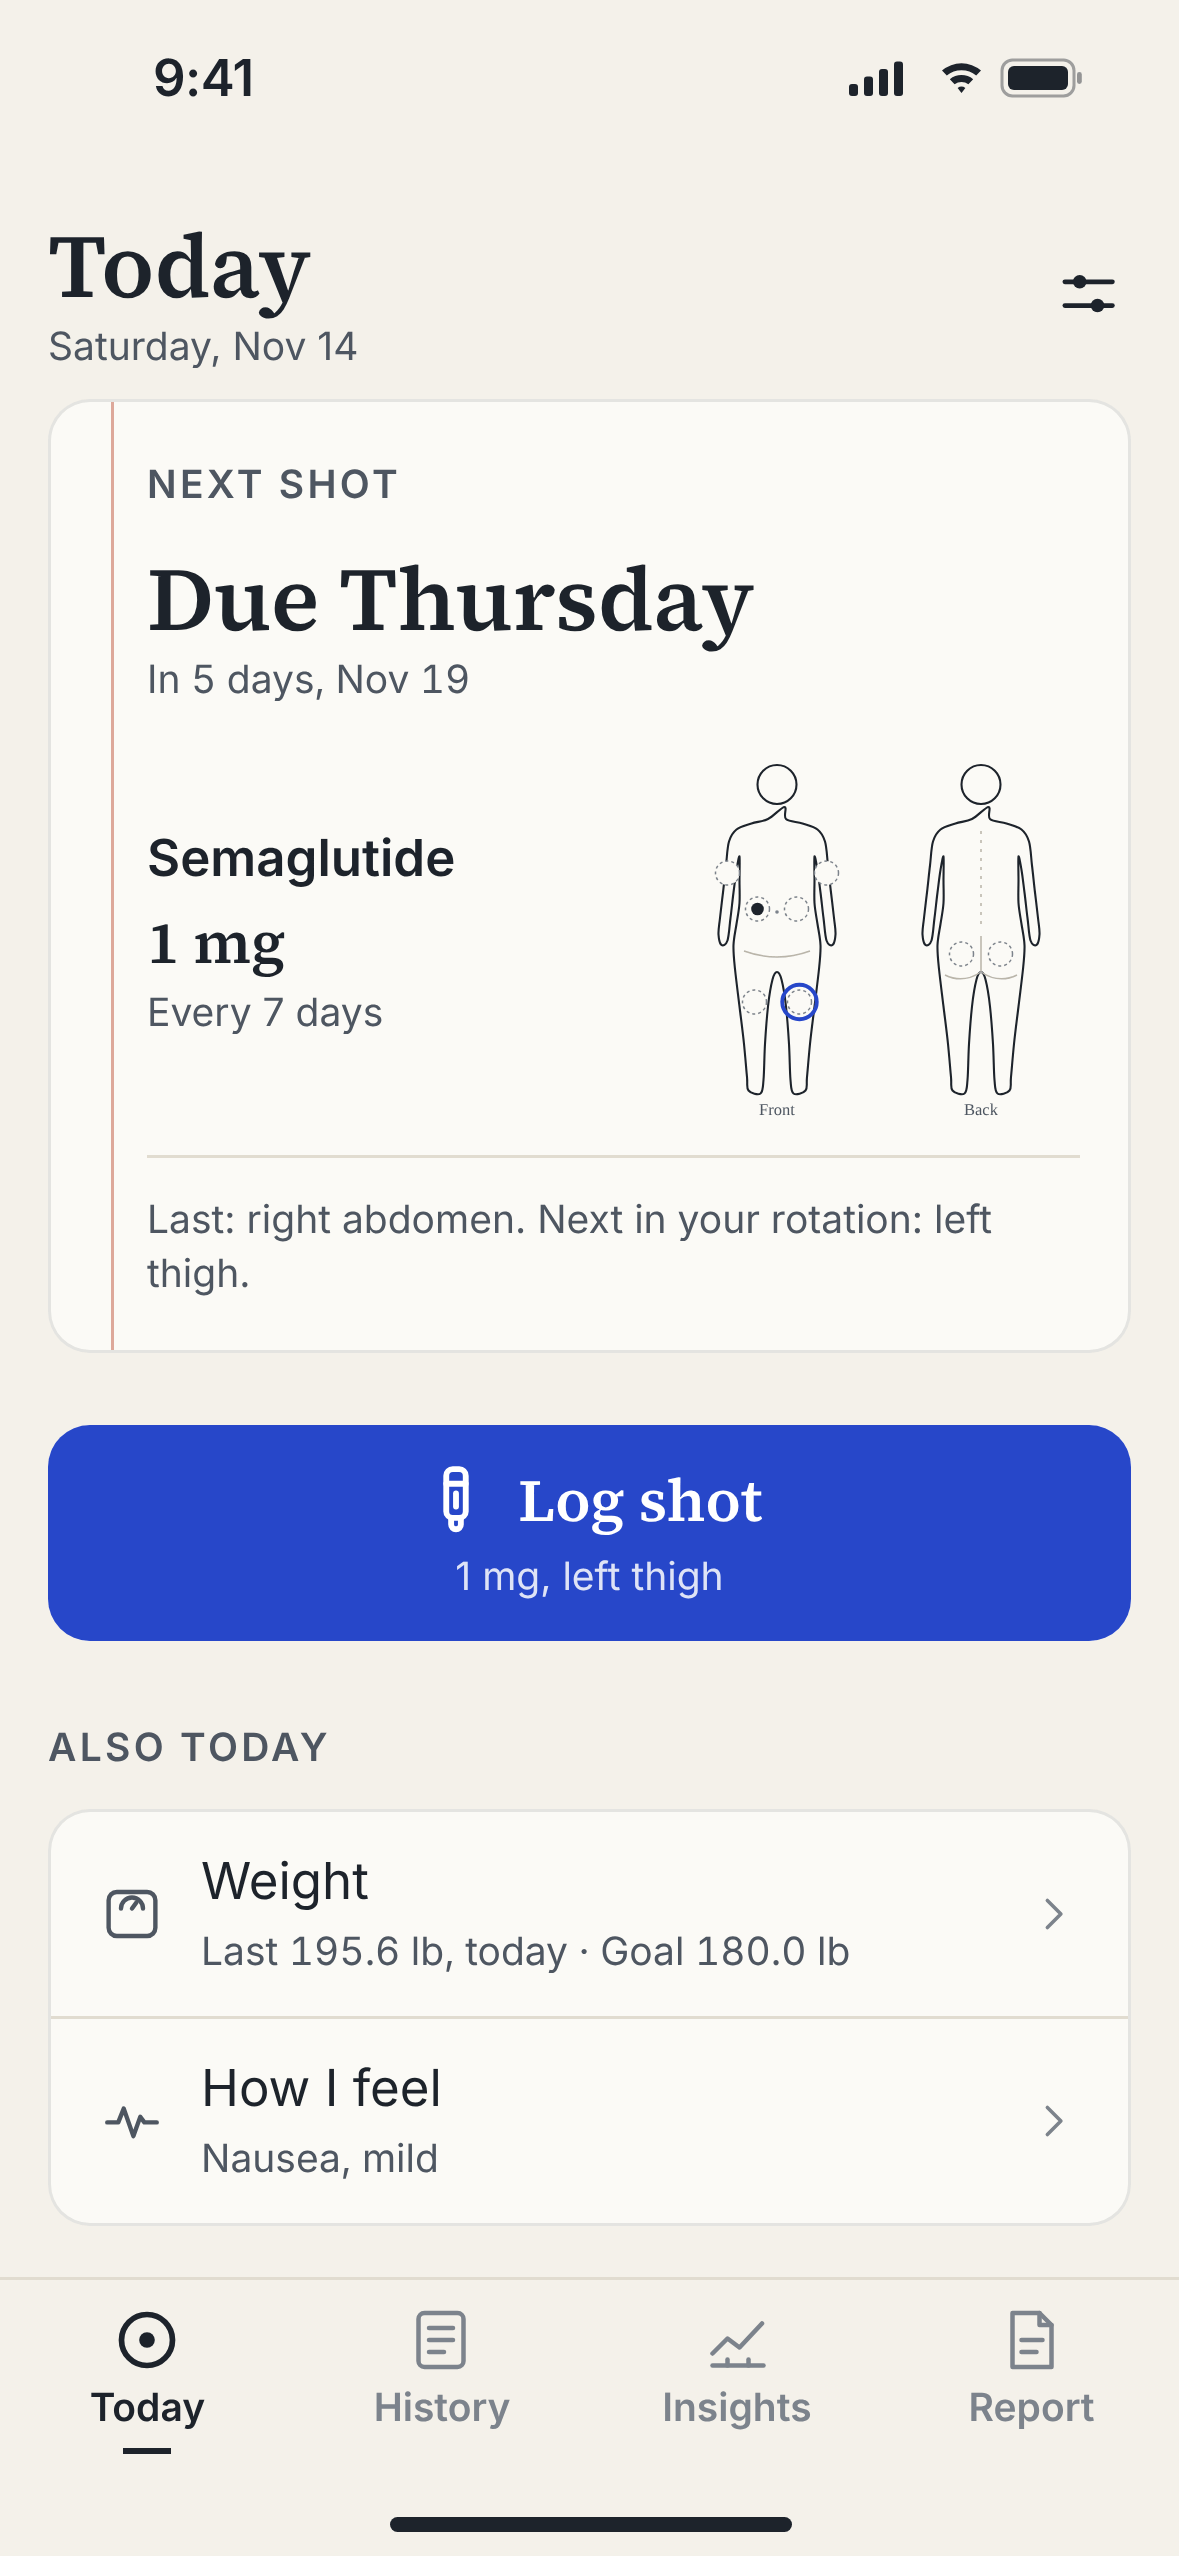 9:41
Today
Saturday, Nov 14
NEXT SHOT
Due Thursday
In 5 days, Nov 19
Semaglutide
1 mg
Every 7 days
Front
Back
Last: right abdomen. Next in your rotation: left
thigh.
Log shot
1 mg, left thigh
ALSO TODAY
Weight
Last 195.6 lb, today · Goal 180.0 lb
How I feel
Nausea, mild
Today
History
Insights
Report